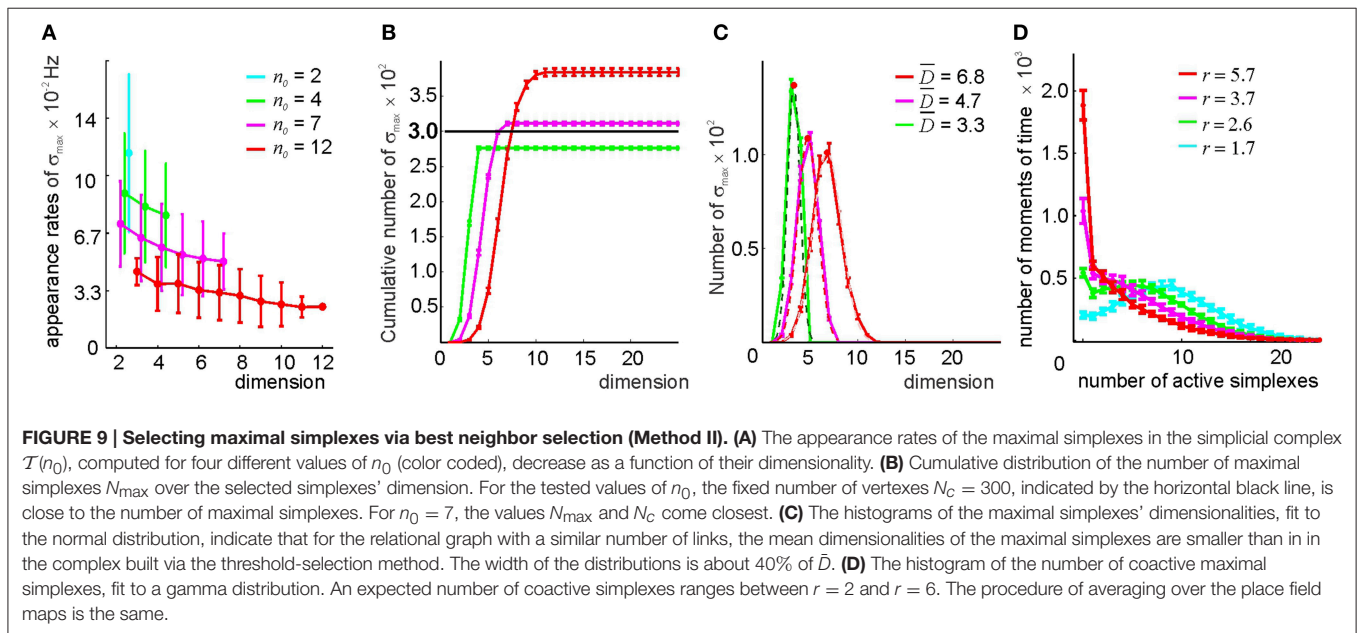 A
appearance rates of σmax × 10-2 Hz
14
10
6.7
3.3
0
2 4 6 8 10 12
dimension
n0 = 2
n0 = 4
n0 = 7
n0 = 12
B
Cumulative number of σmax × 10^2
3.5
3.0
2.5
2.0
1.5
1.0
0.5
0 5 10 15 20
dimension
C
Number of σmax × 10^2
1.0
0.5
0 5 10 15 20
dimension
D̅ = 6.8
D̅ = 4.7
D̅ = 3.3
D
number of moments of time × 10^3
2.0
1.0
0.5
0 10 20
number of active simplexes
r = 5.7
r = 3.7
r = 2.6
r = 1.7
FIGURE 9 | Selecting maximal simplexes via best neighbor selection (Method II). (A) The appearance rates of the maximal simplexes in the simplicial complex
𝒯(n0), computed for four different values of n0 (color coded), decrease as a function of their dimensionality. (B) Cumulative distribution of the number of maximal
simplexes Nmax over the selected simplexes' dimension. For the tested values of n0, the fixed number of vertexes Nc = 300, indicated by the horizontal black line, is
close to the number of maximal simplexes. For n0 = 7, the values Nmax and Nc come closest. (C) The histograms of the maximal simplexes' dimensionalities, fit to
the normal distribution, indicate that for the relational graph with a similar number of links, the mean dimensionalities of the maximal simplexes are smaller than in in
the complex built via the threshold-selection method. The width of the distributions is about 40% of D̄. (D) The histogram of the number of coactive maximal
simplexes, fit to a gamma distribution. An expected number of coactive simplexes ranges between r = 2 and r = 6. The procedure of averaging over the place field
maps is the same.